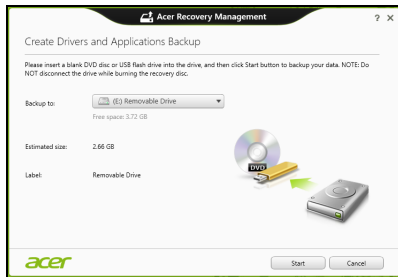 Acer Recovery Management
? ×
Create Drivers and Applications Backup
Please insert a blank DVD disc or USB flash drive into the drive, and then click Start button to backup your data. NOTE: Do
NOT disconnect the drive while burning the recovery disc.
Backup to: (E:) Removable Drive
Free space: 3.72 GB
Estimated size: 2.66 GB
DVD
Label: Removable Drive
acer Start Cancel